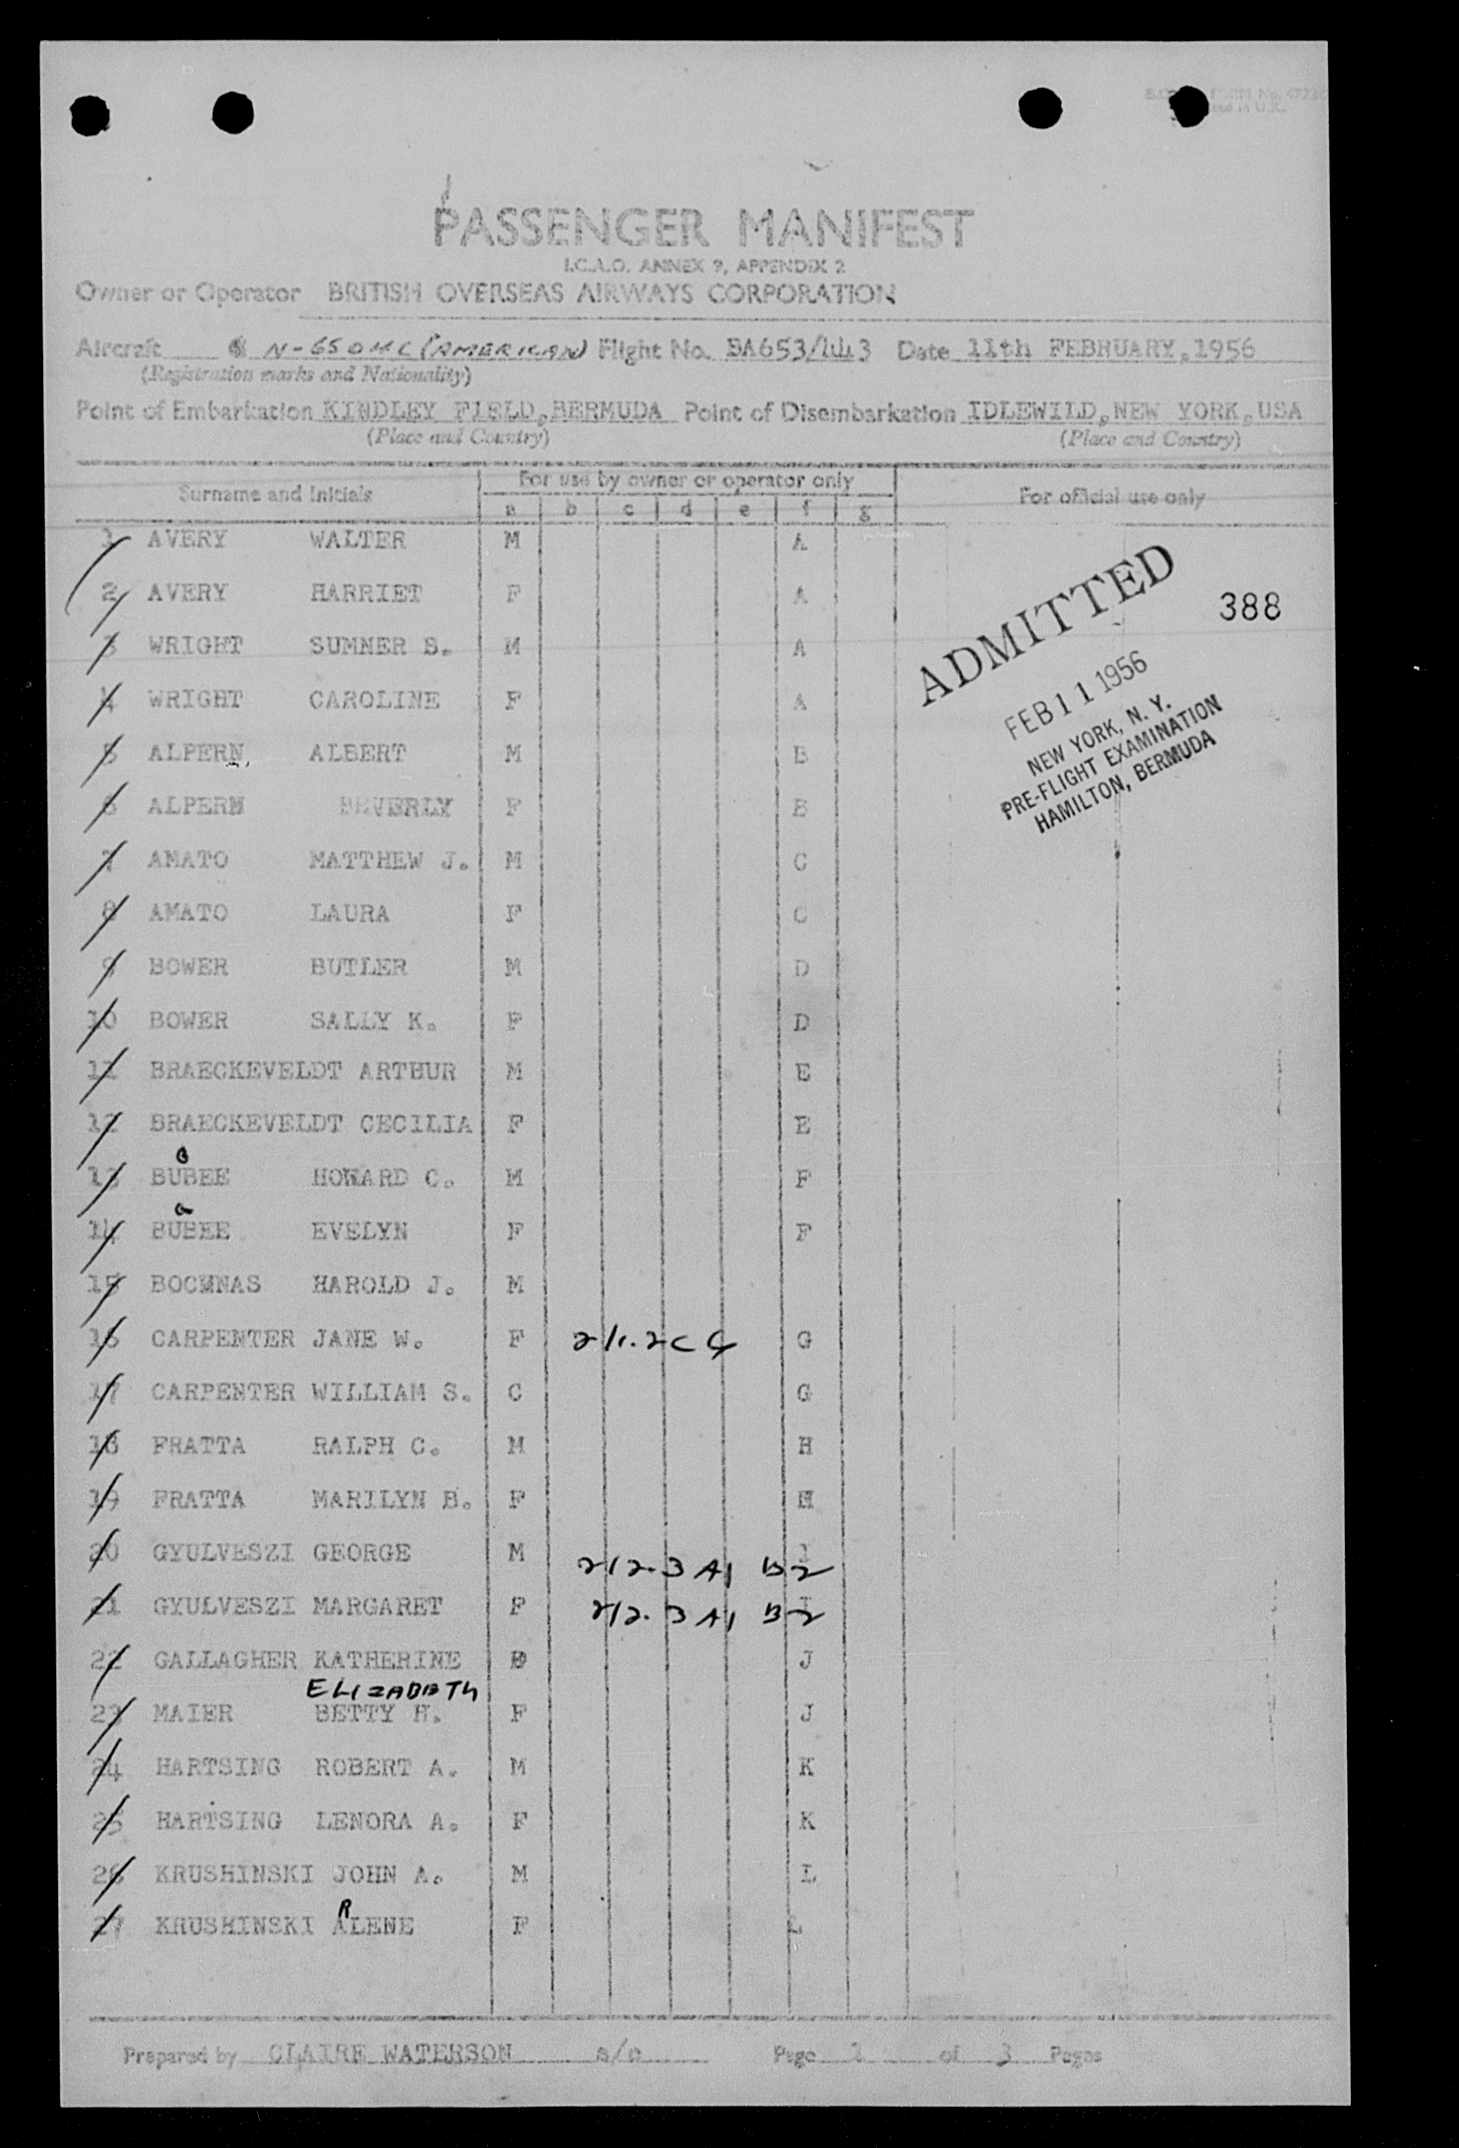 PASSENGER MANIFEST
I.C.A.O. ANNEX 9, APPENDIX 2
Owner or Operator BRITISH OVERSEAS AIRWAYS CORPORATION
Aircraft (AMERICAN) Flight No. Date 11th FEBRUARY, 1956
(Registration marks and Nationality)
Point of Embarkation KINDLEY FIELD, BERMUDA Point of Disembarkation IDLEWILD, NEW YORK, USA
(Place and Country) (Place and Country)
Surname and Initials For use by owner or operator only For official use only
a b c d e f g
1 AVERY WALTER M A
2 AVERY HARRIET F A
3 WRIGHT SUMNER S. M A
4 WRIGHT CAROLINE F A
5 ALPERN ALBERT M B
6 ALPERN BEVERLY F B
7 AMATO MATTHEW J. M C
8 AMATO LAURA F C
9 BOWER BUTLER M D
10 BOWER SALLY K. F D
11 BRAECKEVELDT ARTHUR M E
12 BRAECKEVELDT CECILIA F E
13 BUBEE HOWARD C. M F
14 BUBEE EVELYN F F
15 BOCMNAS HAROLD J. M
16 CARPENTER JANE W. F G
17 CARPENTER WILLIAM S. C G
18 FRATTA RALPH C. M H
19 FRATTA MARILYN B. F H
20 GYULVESZI GEORGE M I
21 GYULVESZI MARGARET F I
22 GALLAGHER KATHERINE J
ELIZABETH
23 MAIER BETTY H. F J
24 HARTSING ROBERT A. M K
25 HARTSING LENORA A. F K
26 KRUSHINSKI JOHN A. M L
R
27 KRUSHINSKI ALENE F L
ADMITTED
388
FEB 11 1956
NEW YORK, N. Y.
PRE-FLIGHT EXAMINATION
HAMILTON, BERMUDA
Prepared by CLAIRE WATERSON Page 1 of 3 Pages